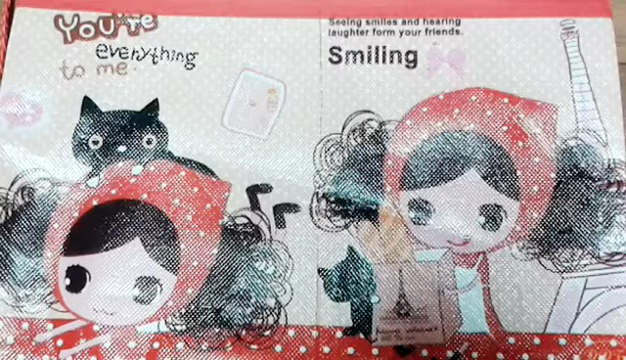 You're
everything
to me.
Seeing smiles and hearing
laughter form your friends.
Smiling